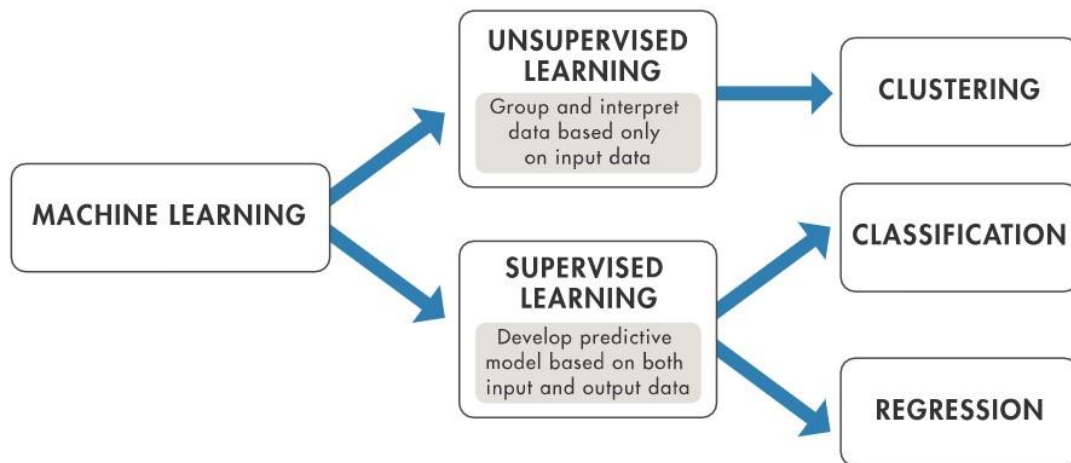 MACHINE LEARNING
UNSUPERVISED
LEARNING
Group and interpret
data based only
on input data
SUPERVISED
LEARNING
Develop predictive
model based on both
input and output data
CLUSTERING
CLASSIFICATION
REGRESSION